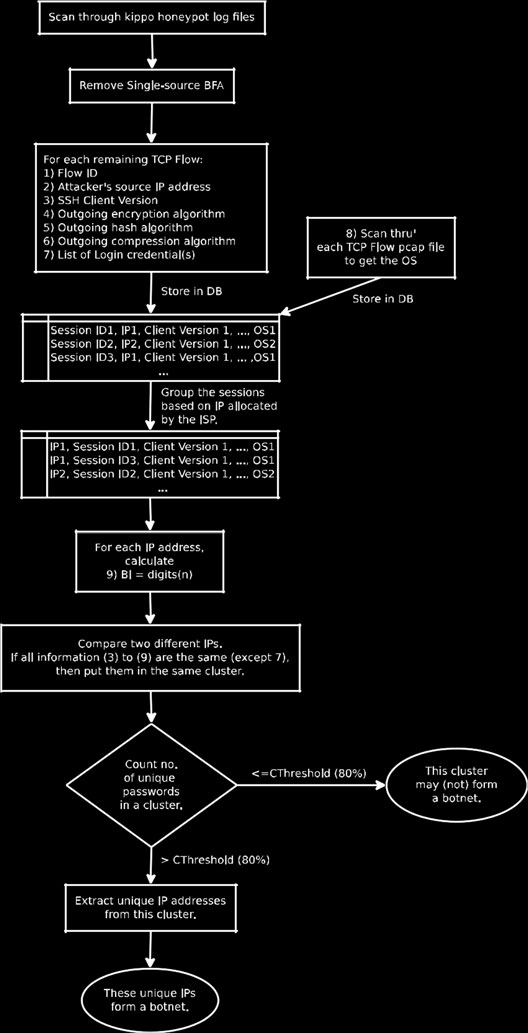 Scan through kippo honeypot log files
Remove Single-source BFA
For each remaining TCP Flow:
1) Flow ID
2) Attacker's source IP address
3) SSH Client Version
4) Outgoing encryption algorithm
5) Outgoing hash algorithm
6) Outgoing compression algorithm
7) List of Login credential(s)
8) Scan thru'
each TCP Flow pcap file
to get the OS
Store in DB
Store in DB
Session ID1, IP1, Client Version 1, ..., OS1
Session ID2, IP2, Client Version 1, ..., OS2
Session ID3, IP1, Client Version 1, ... ,OS1
...
Group the sessions
based on IP allocated
by the ISP.
IP1, Session ID1, Client Version 1, ..., OS1
IP1, Session ID3, Client Version 1, ..., OS1
IP2, Session ID2, Client Version 1, ..., OS2
...
For each IP address,
calculate
9) BI = digits(n)
Compare two different IPs.
If all information (3) to (9) are the same (except 7),
then put them in the same cluster.
Count no.
of unique
passwords
in a cluster.
<=CThreshold (80%)
This cluster
may (not) form
a botnet.
> CThreshold (80%)
Extract unique IP addresses
from this cluster.
These unique IPs
form a botnet.